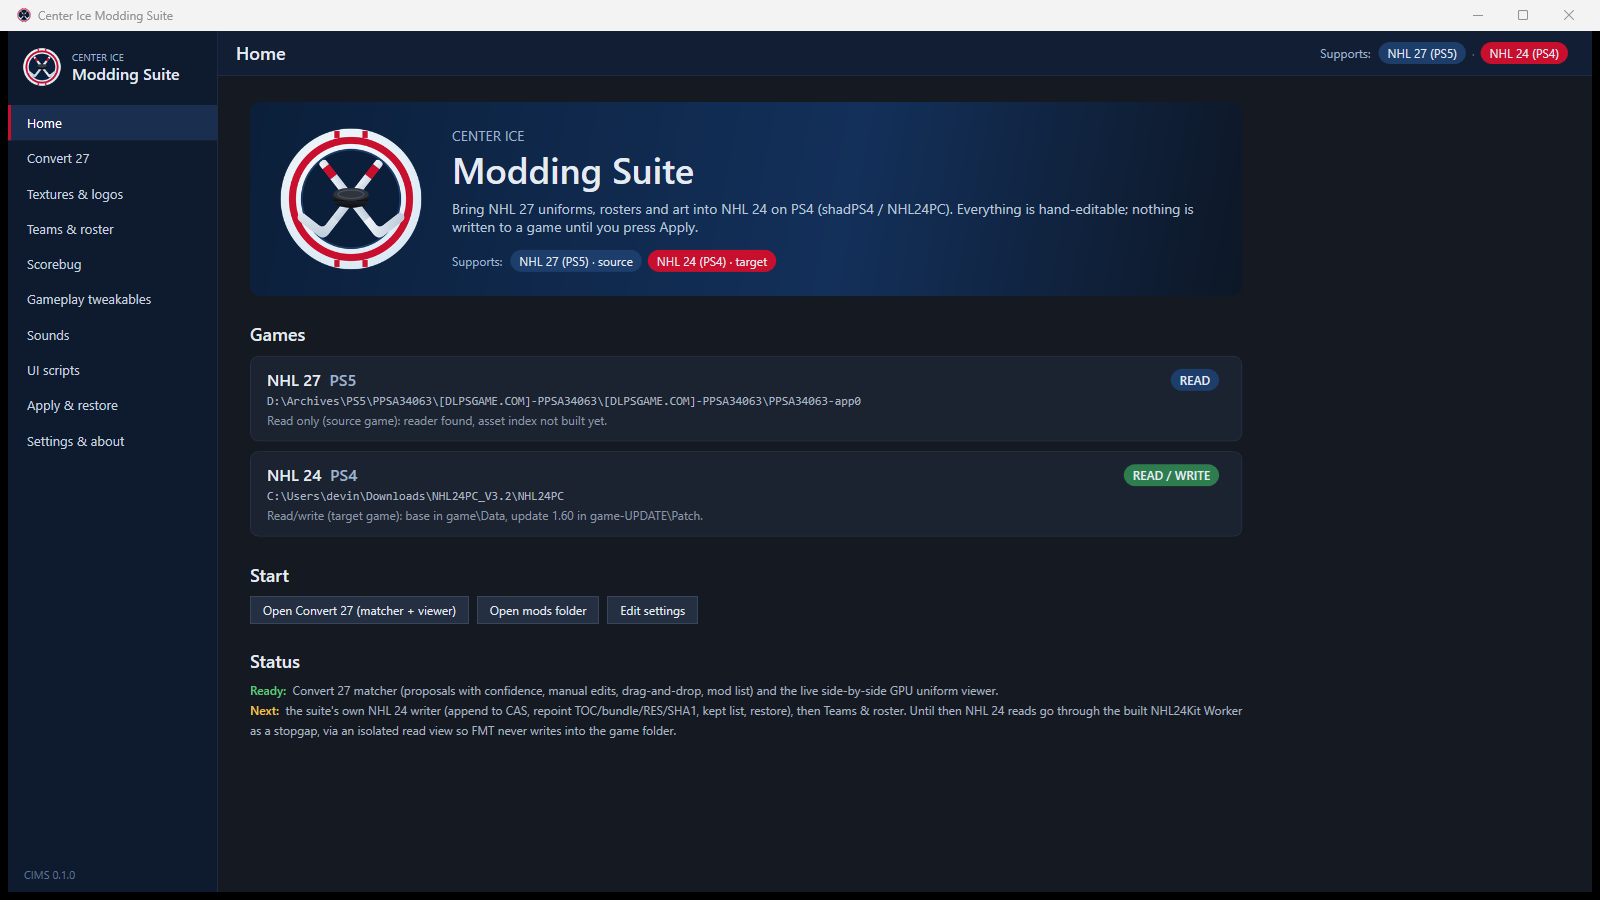 Center Ice Modding Suite
CENTER ICE
Modding Suite
Home
Supports: NHL 27 (PS5) · NHL 24 (PS4)
Home
Convert 27
Textures & logos
Teams & roster
Scorebug
Gameplay tweakables
Sounds
UI scripts
Apply & restore
Settings & about
CIMS 0.1.0
CENTER ICE
Modding Suite
Bring NHL 27 uniforms, rosters and art into NHL 24 on PS4 (shadPS4 / NHL24PC). Everything is hand-editable; nothing is
written to a game until you press Apply.
Supports: NHL 27 (PS5) · source NHL 24 (PS4) · target
Games
NHL 27 PS5
READ
D:\Archives\PS5\PPSA34063\[DLPSGAME.COM]-PPSA34063\[DLPSGAME.COM]-PPSA34063\PPSA34063-app0
Read only (source game): reader found, asset index not built yet.
NHL 24 PS4
READ / WRITE
C:\Users\devin\Downloads\NHL24PC_V3.2\NHL24PC
Read/write (target game): base in game\Data, update 1.60 in game-UPDATE\Patch.
Start
Open Convert 27 (matcher + viewer)
Open mods folder
Edit settings
Status
Ready: Convert 27 matcher (proposals with confidence, manual edits, drag-and-drop, mod list) and the live side-by-side GPU uniform viewer.
Next: the suite's own NHL 24 writer (append to CAS, repoint TOC/bundle/RES/SHA1, kept list, restore), then Teams & roster. Until then NHL 24 reads go through the built NHL24Kit Worker
as a stopgap, via an isolated read view so FMT never writes into the game folder.